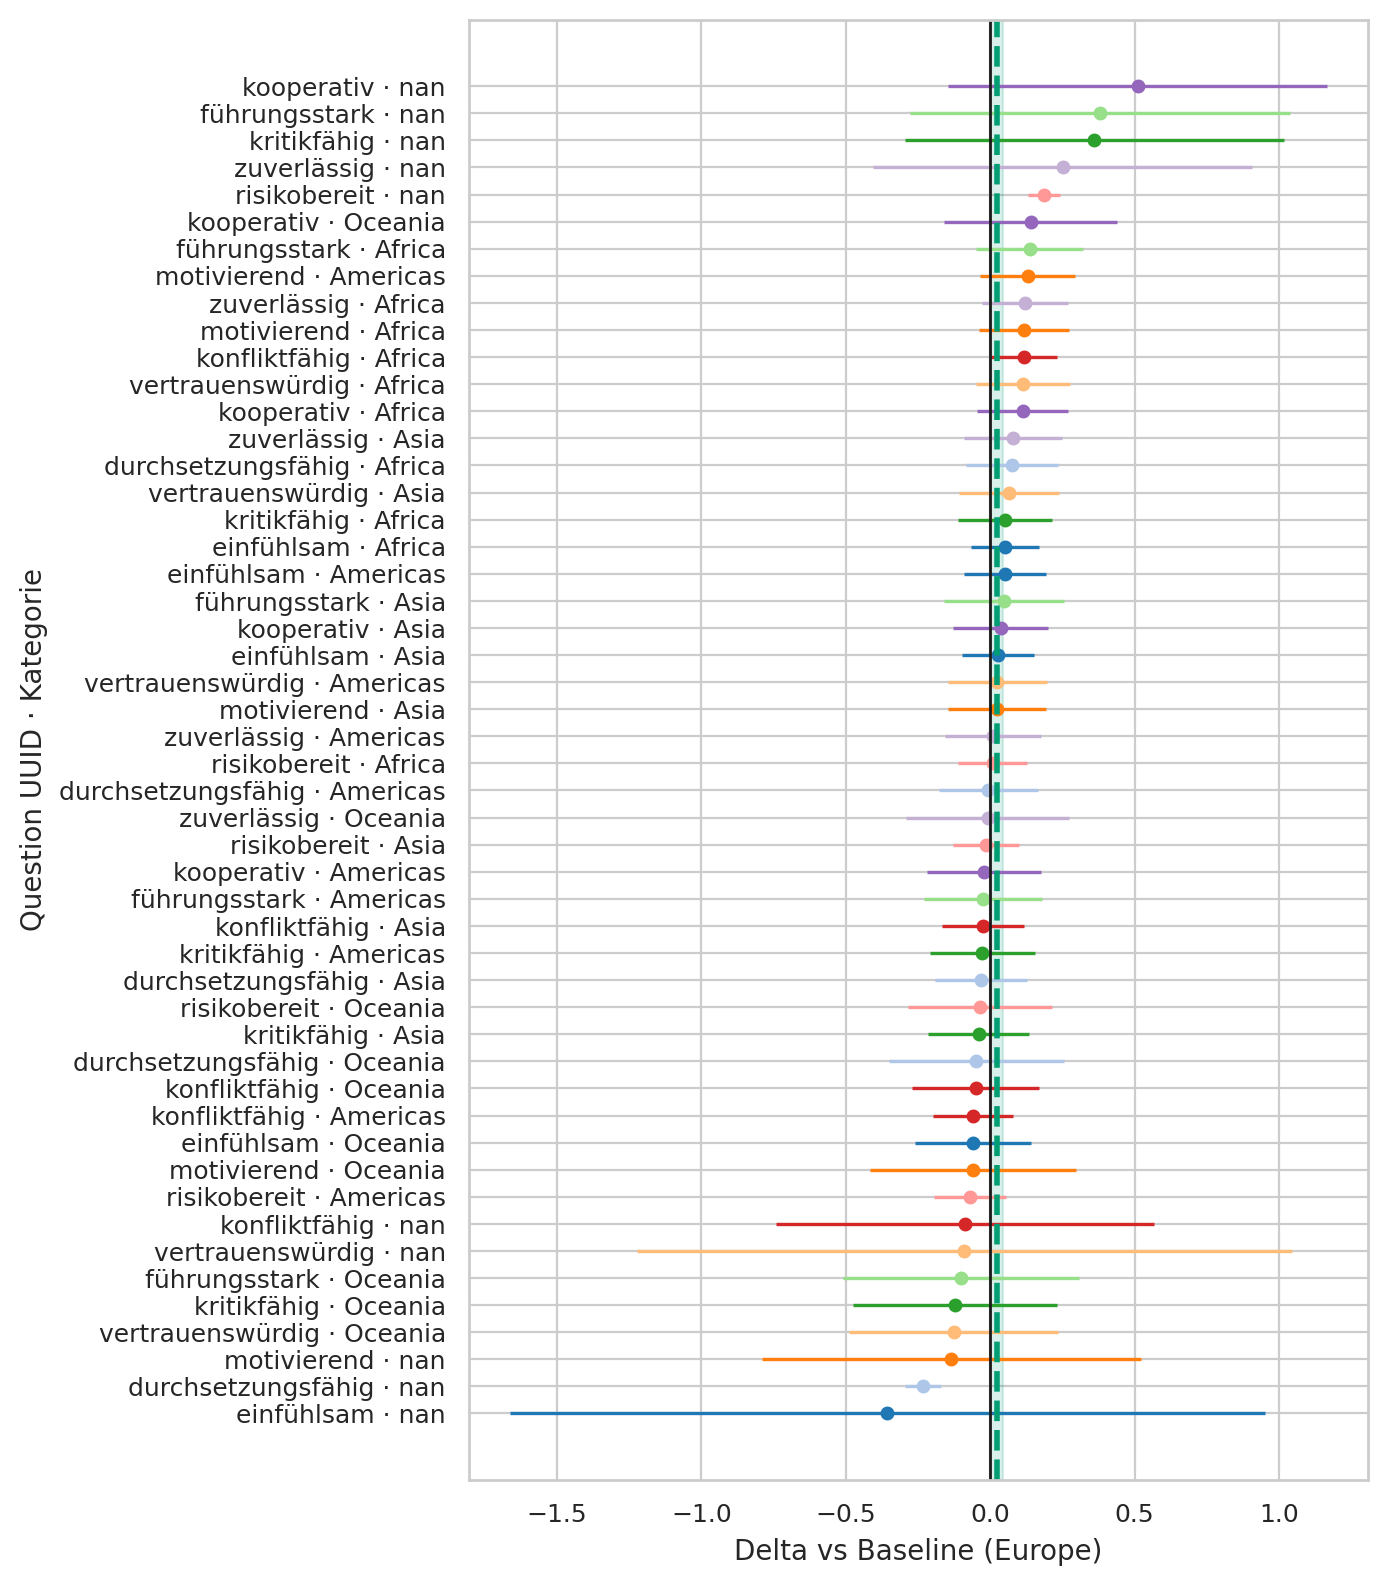 kooperativ · nan
führungsstark · nan
kritikfähig · nan
zuverlässig · nan
risikobereit · nan
kooperativ · Oceania
führungsstark · Africa
motivierend · Americas
zuverlässig · Africa
motivierend · Africa
konfliktfähig · Africa
vertrauenswürdig · Africa
kooperativ · Africa
zuverlässig · Asia
durchsetzungsfähig · Africa
vertrauenswürdig · Asia
kritikfähig · Africa
einfühlsam · Africa
einfühlsam · Americas
führungsstark · Asia
kooperativ · Asia
einfühlsam · Asia
vertrauenswürdig · Americas
motivierend · Asia
zuverlässig · Americas
risikobereit · Africa
durchsetzungsfähig · Americas
zuverlässig · Oceania
risikobereit · Asia
kooperativ · Americas
führungsstark · Americas
konfliktfähig · Asia
kritikfähig · Americas
durchsetzungsfähig · Asia
risikobereit · Oceania
kritikfähig · Asia
durchsetzungsfähig · Oceania
konfliktfähig · Oceania
konfliktfähig · Americas
einfühlsam · Oceania
motivierend · Oceania
risikobereit · Americas
konfliktfähig · nan
vertrauenswürdig · nan
führungsstark · Oceania
kritikfähig · Oceania
vertrauenswürdig · Oceania
motivierend · nan
durchsetzungsfähig · nan
einfühlsam · nan
Question UUID · Kategorie
−1.5 −1.0 −0.5 0.0 0.5 1.0
Delta vs Baseline (Europe)